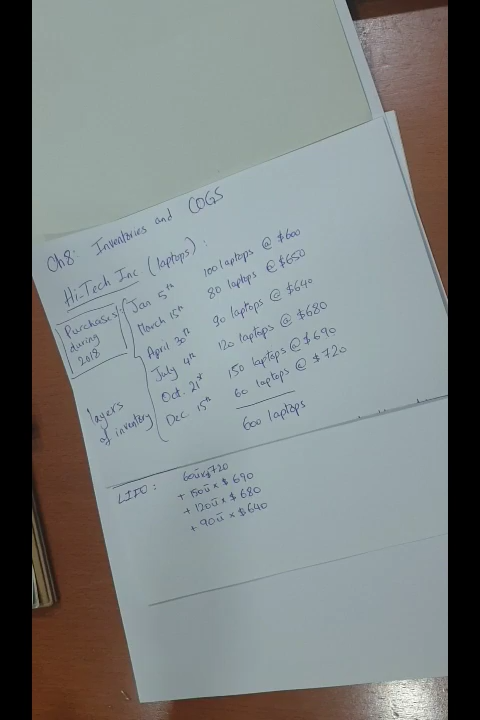 Ch8: Inventories and COGS
Hi-Tech Inc. (laptops):
Purchases: during 2018
layers of inventory
Jan 5th 100 laptops @ $600
March 15th 80 laptops @ $650
April 30th 90 laptops @ $640
July 4th 120 laptops @ $680
Oct. 21st 150 laptops @ $690
Dec. 15th 60 laptops @ $720
600 laptops
LIFO: 60ū x $720
+ 150ū x $690
+ 120ū x $680
+ 90ū x $640